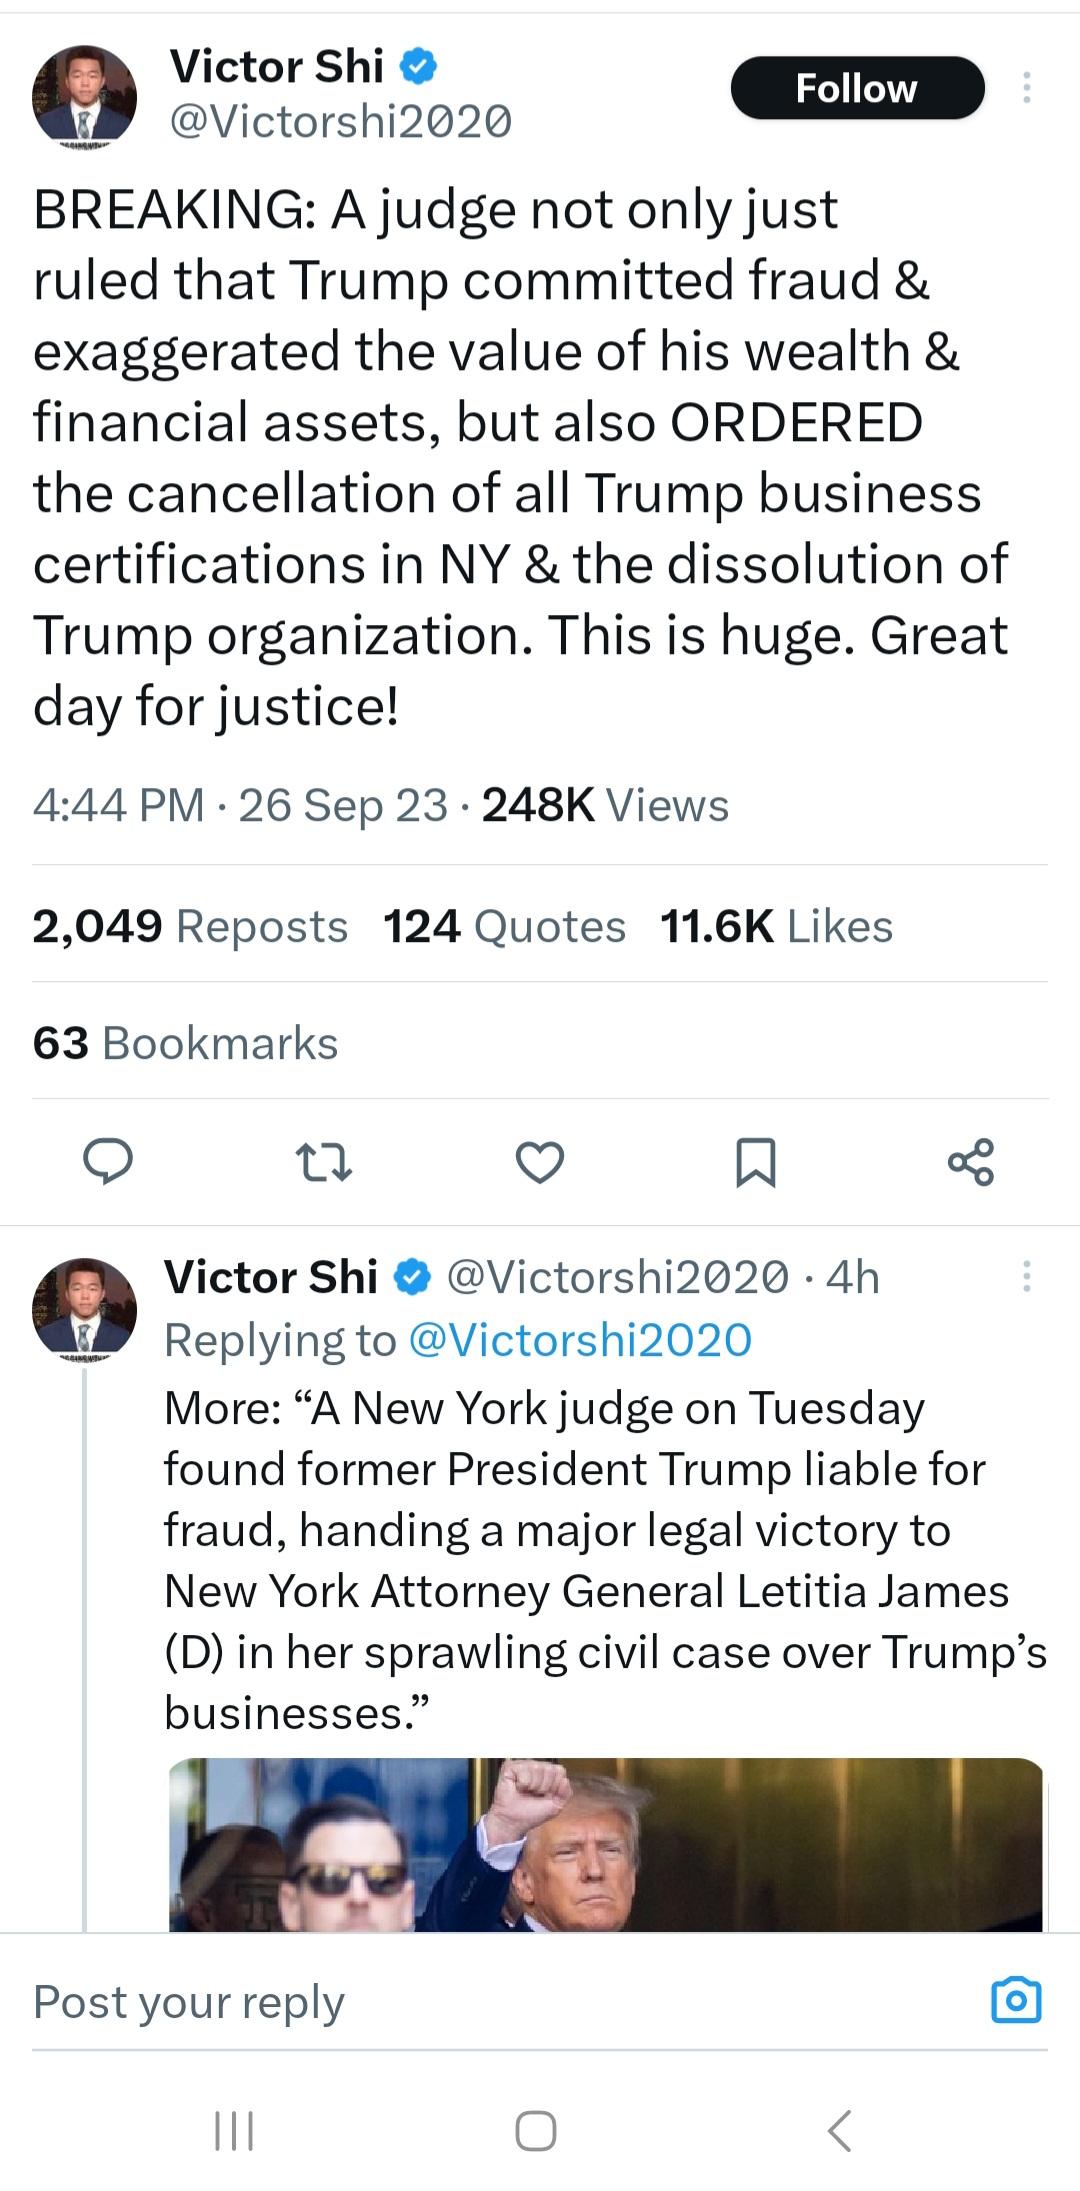 Victor Shi
@Victorshi2020
Follow
BREAKING: A judge not only just
ruled that Trump committed fraud &
exaggerated the value of his wealth &
financial assets, but also ORDERED
the cancellation of all Trump business
certifications in NY & the dissolution of
Trump organization. This is huge. Great
day for justice!
4:44 PM · 26 Sep 23 · 248K Views
2,049 Reposts 124 Quotes 11.6K Likes
63 Bookmarks
Victor Shi @Victorshi2020 · 4h
Replying to @Victorshi2020
More: “A New York judge on Tuesday
found former President Trump liable for
fraud, handing a major legal victory to
New York Attorney General Letitia James
(D) in her sprawling civil case over Trump’s
businesses.”
Post your reply